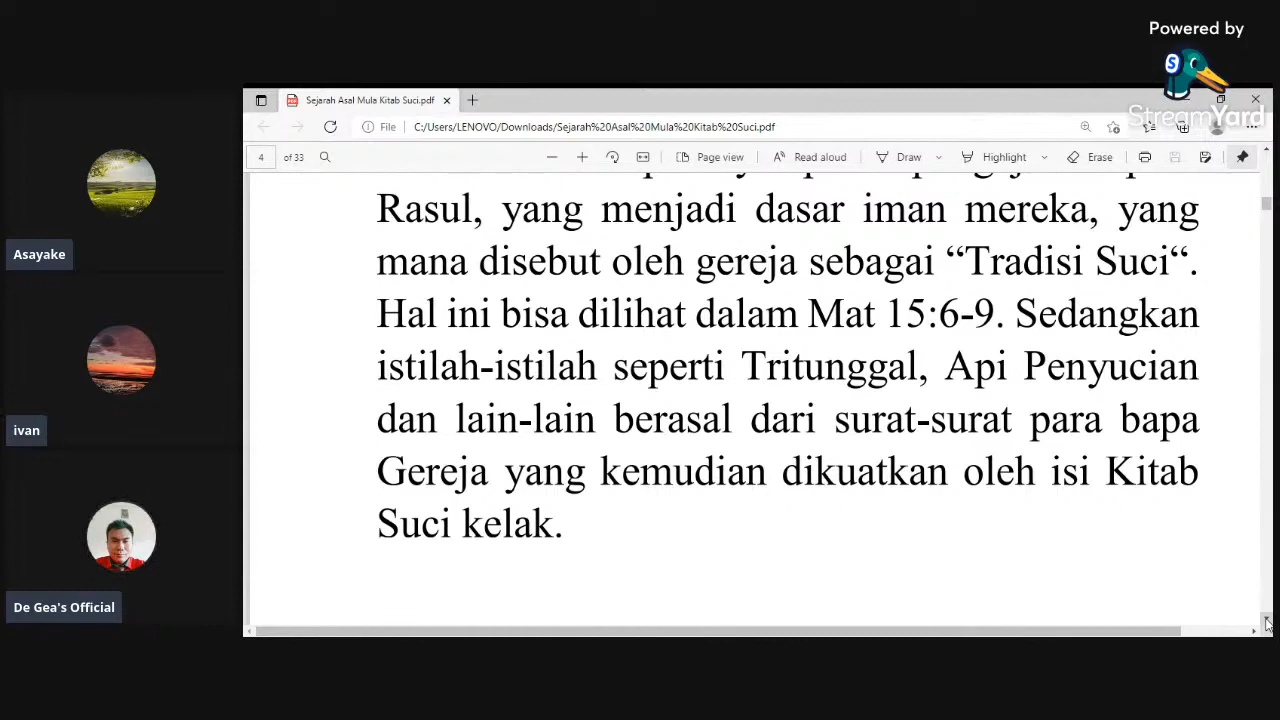 Powered by
StreamYard
Sejarah Asal Mula Kitab Suci.pdf
File C:/Users/LENOVO/Downloads/Sejarah%20Asal%20Mula%20Kitab%20Suci.pdf
4 of 33 Page view Read aloud Draw Highlight Erase
Rasul, yang menjadi dasar iman mereka, yang
mana disebut oleh gereja sebagai “Tradisi Suci“.
Hal ini bisa dilihat dalam Mat 15:6-9. Sedangkan
istilah-istilah seperti Tritunggal, Api Penyucian
dan lain-lain berasal dari surat-surat para bapa
Gereja yang kemudian dikuatkan oleh isi Kitab
Suci kelak.
Asayake
ivan
De Gea's Official